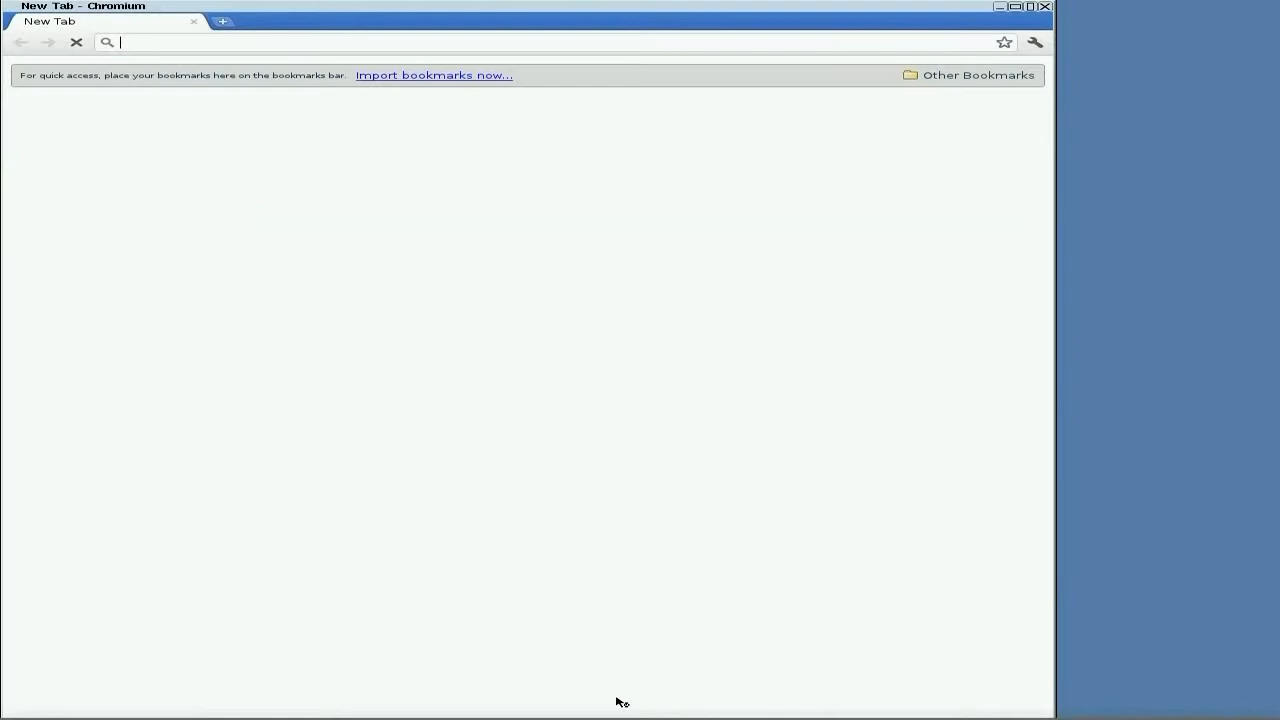 New Tab - Chromium
New Tab
For quick access, place your bookmarks here on the bookmarks bar. Import bookmarks now... Other Bookmarks